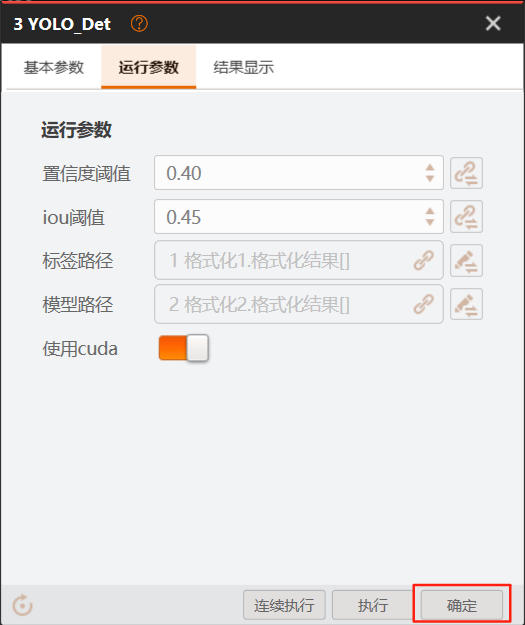 3 YOLO_Det
基本参数 运行参数 结果显示
运行参数
置信度阈值 0.40
iou阈值 0.45
标签路径 1 格式化1.格式化结果[]
模型路径 2 格式化2.格式化结果[]
使用cuda
连续执行 执行 确定